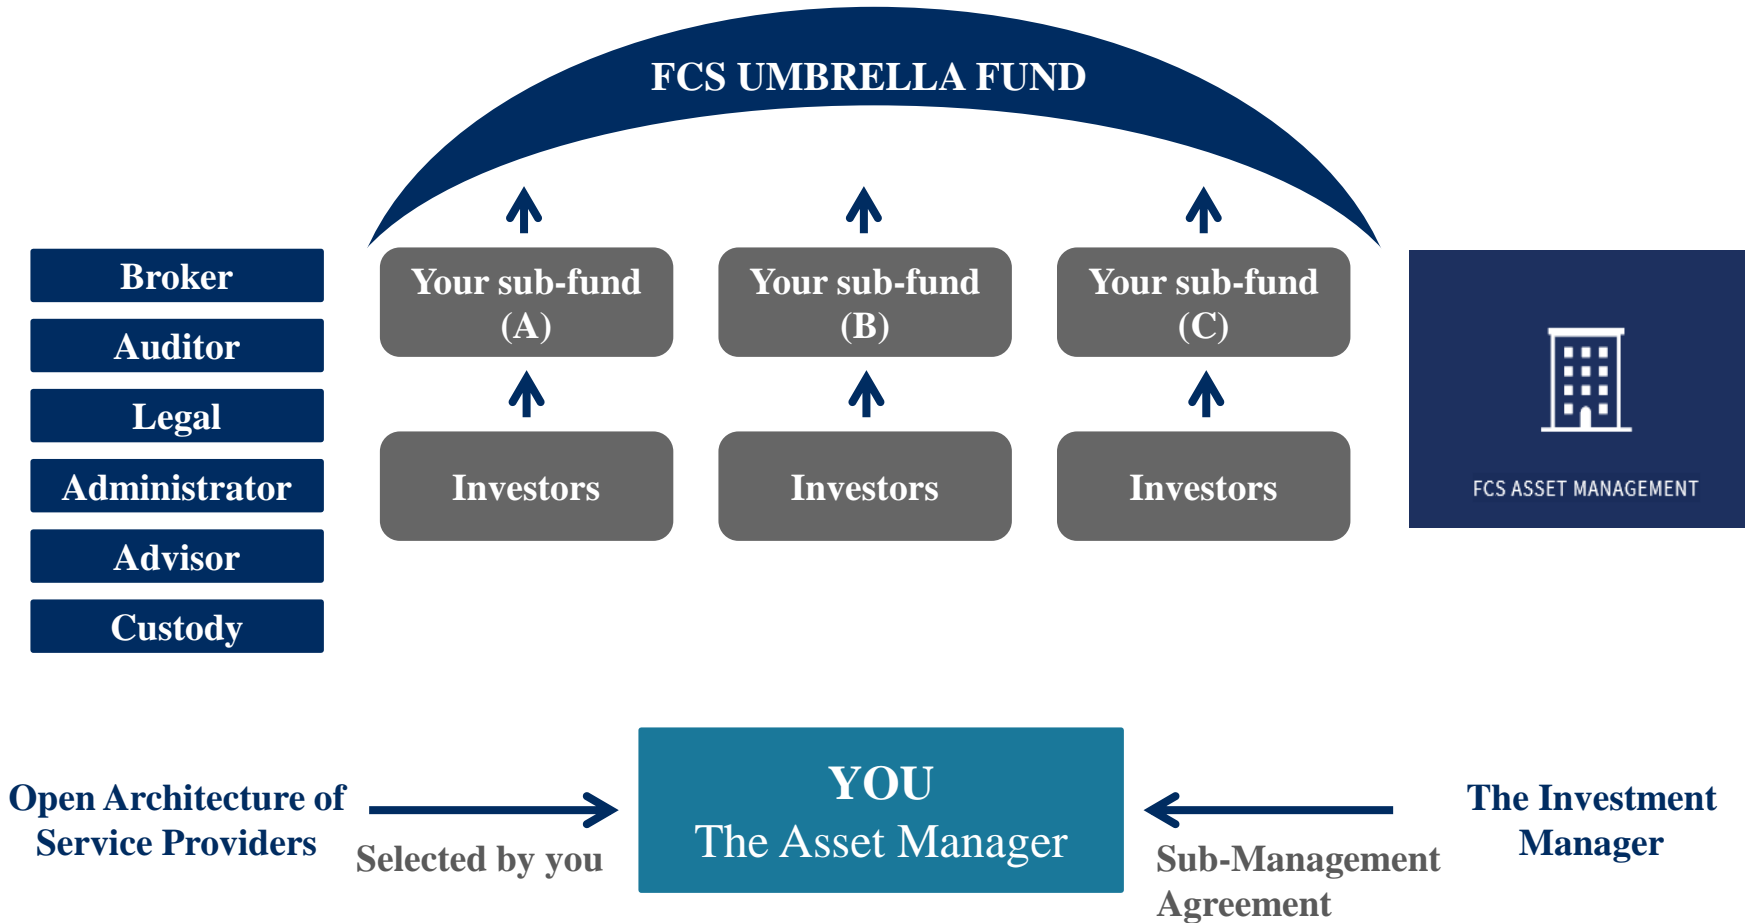 FCS UMBRELLA FUND
Broker
Auditor
Legal
Administrator
Advisor
Custody
Your sub-fund
(A)
Your sub-fund
(B)
Your sub-fund
(C)
Investors
Investors
Investors
FCS ASSET MANAGEMENT
Open Architecture of
Service Providers
Selected by you
YOU
The Asset Manager
Sub-Management
Agreement
The Investment
Manager